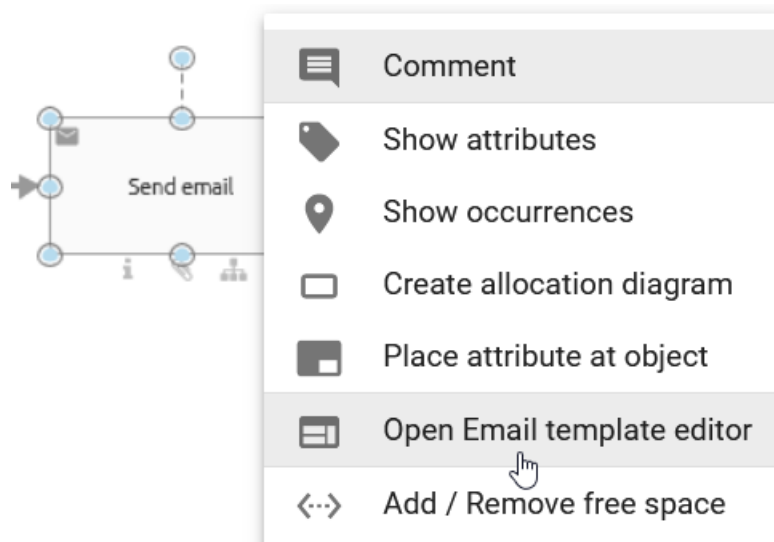 Comment
Show attributes
Send email
Show occurrences
Create allocation diagram
Place attribute at object
Open Email template editor
Add / Remove free space